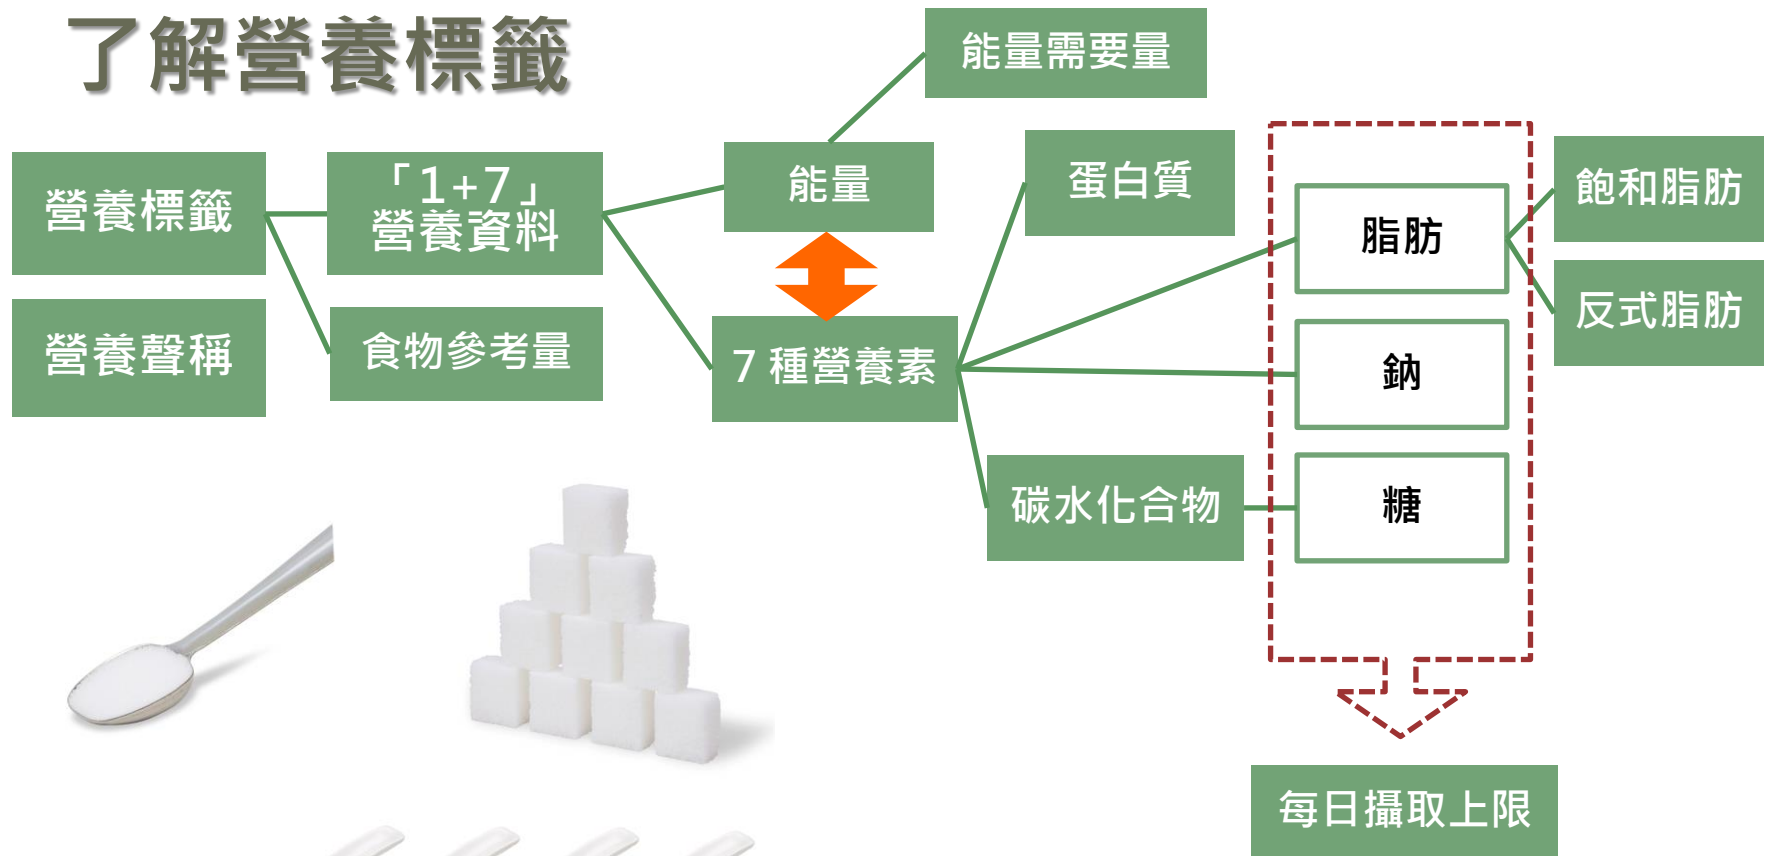 了解營養標籤
能量需要量
營養標籤
「1+7」
營養資料
能量
蛋白質
脂肪
飽和脂肪
反式脂肪
營養聲稱
食物參考量
7 種營養素
鈉
碳水化合物
糖
每日攝取上限